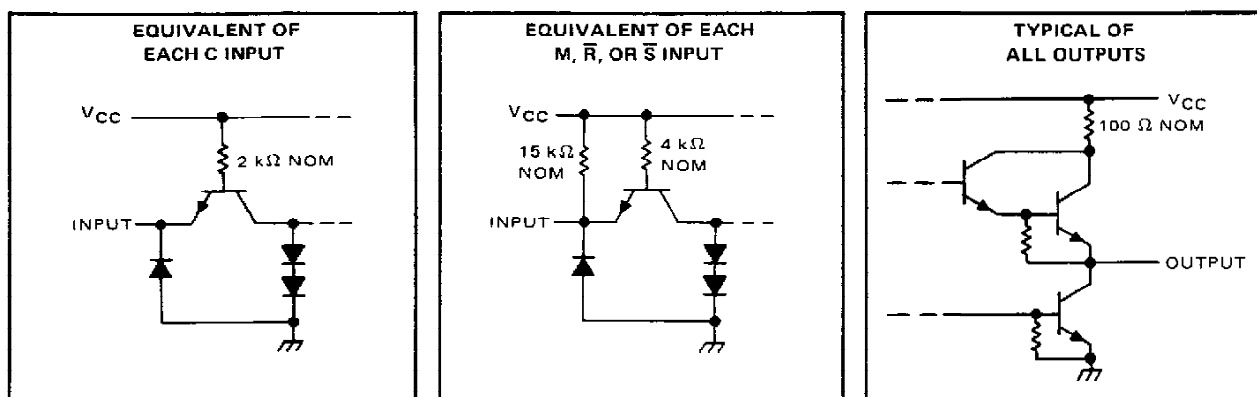 EQUIVALENT OF
EACH C INPUT
VCC
2 kΩ NOM
INPUT
EQUIVALENT OF EACH
M, R̅, OR S̅ INPUT
VCC
15 kΩ
NOM
4 kΩ
NOM
INPUT
TYPICAL OF
ALL OUTPUTS
VCC
100 Ω NOM
OUTPUT